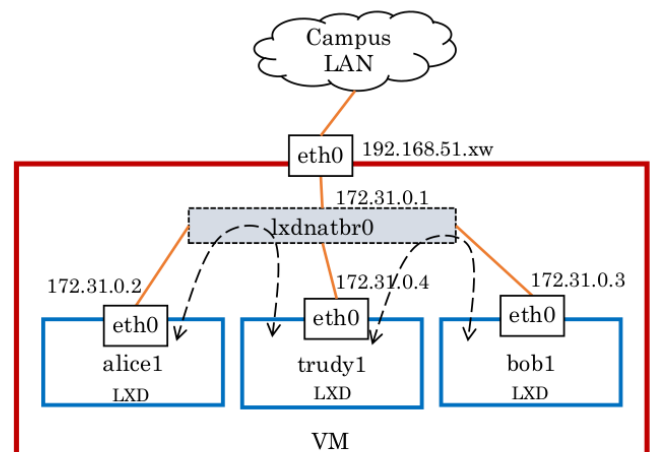 Campus
LAN
eth0
192.168.51.xw
172.31.0.1
lxdnatbr0
172.31.0.2
172.31.0.4
172.31.0.3
eth0
eth0
eth0
alice1
trudy1
bob1
LXD
LXD
LXD
VM